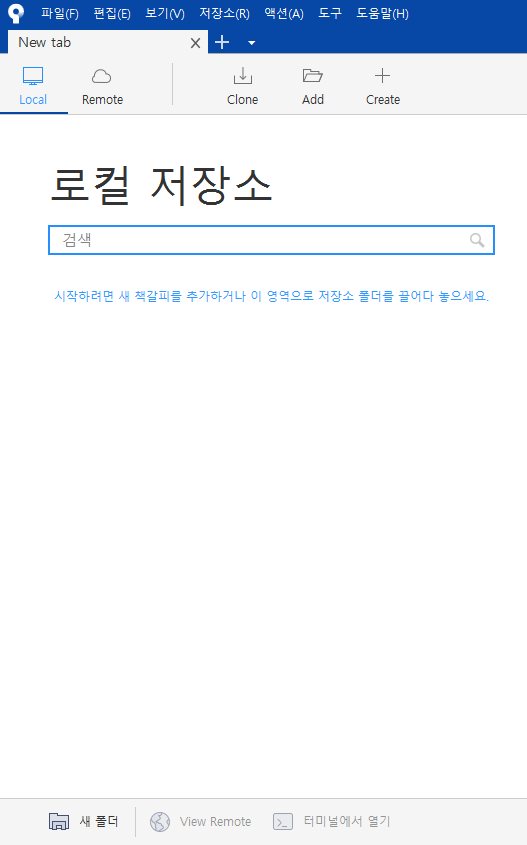 파일(F) 편집(E) 보기(V) 저장소(R) 액션(A) 도구 도움말(H)
New tab
Local Remote Clone Add Create
로컬 저장소
검색
시작하려면 새 책갈피를 추가하거나 이 영역으로 저장소 폴더를 끌어다 놓으세요.
새 폴더 View Remote 터미널에서 열기